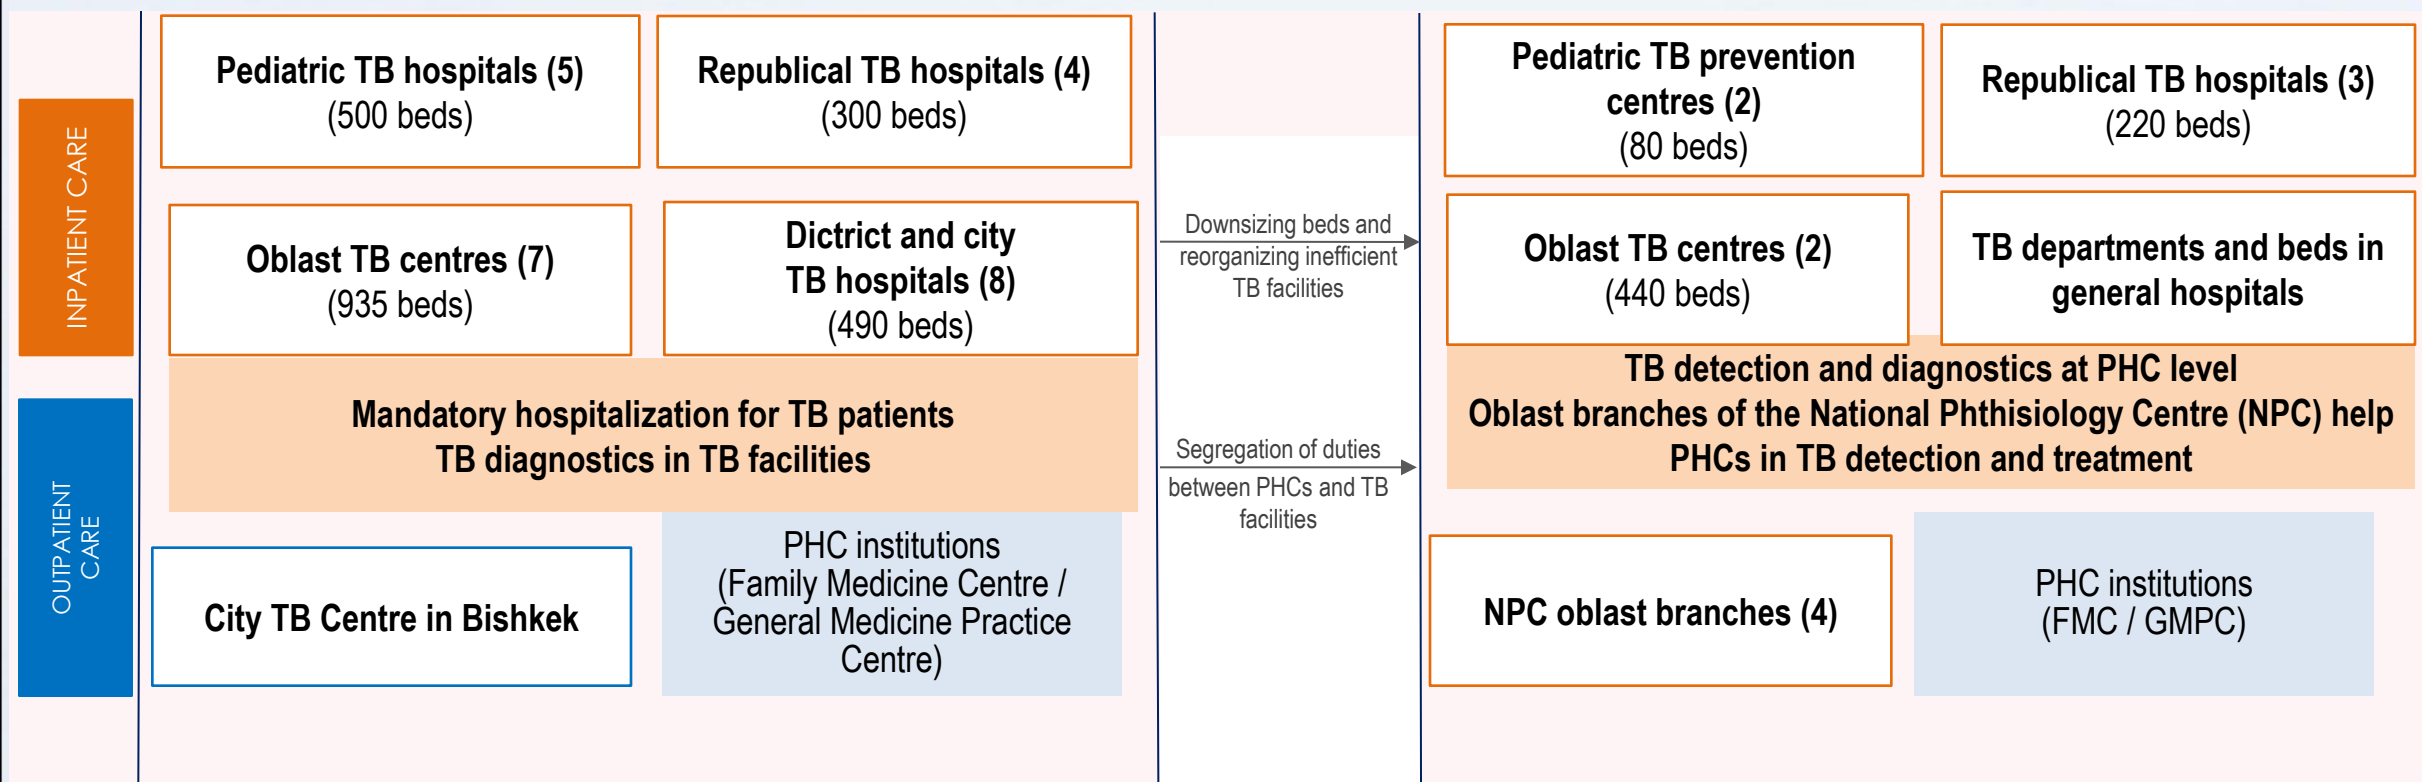 INPATIENT CARE
OUTPATIENT
CARE
Pediatric TB hospitals (5)
(500 beds)
Republical TB hospitals (4)
(300 beds)
Oblast TB centres (7)
(935 beds)
Dictrict and city
TB hospitals (8)
(490 beds)
Mandatory hospitalization for TB patients
TB diagnostics in TB facilities
City TB Centre in Bishkek
PHC institutions
(Family Medicine Centre /
General Medicine Practice
Centre)
Downsizing beds and
reorganizing inefficient
TB facilities
Segregation of duties
between PHCs and TB
facilities
Pediatric TB prevention
centres (2)
(80 beds)
Republical TB hospitals (3)
(220 beds)
Oblast TB centres (2)
(440 beds)
TB departments and beds in
general hospitals
TB detection and diagnostics at PHC level
Oblast branches of the National Phthisiology Centre (NPC) help
PHCs in TB detection and treatment
NPC oblast branches (4)
PHC institutions
(FMC / GMPC)